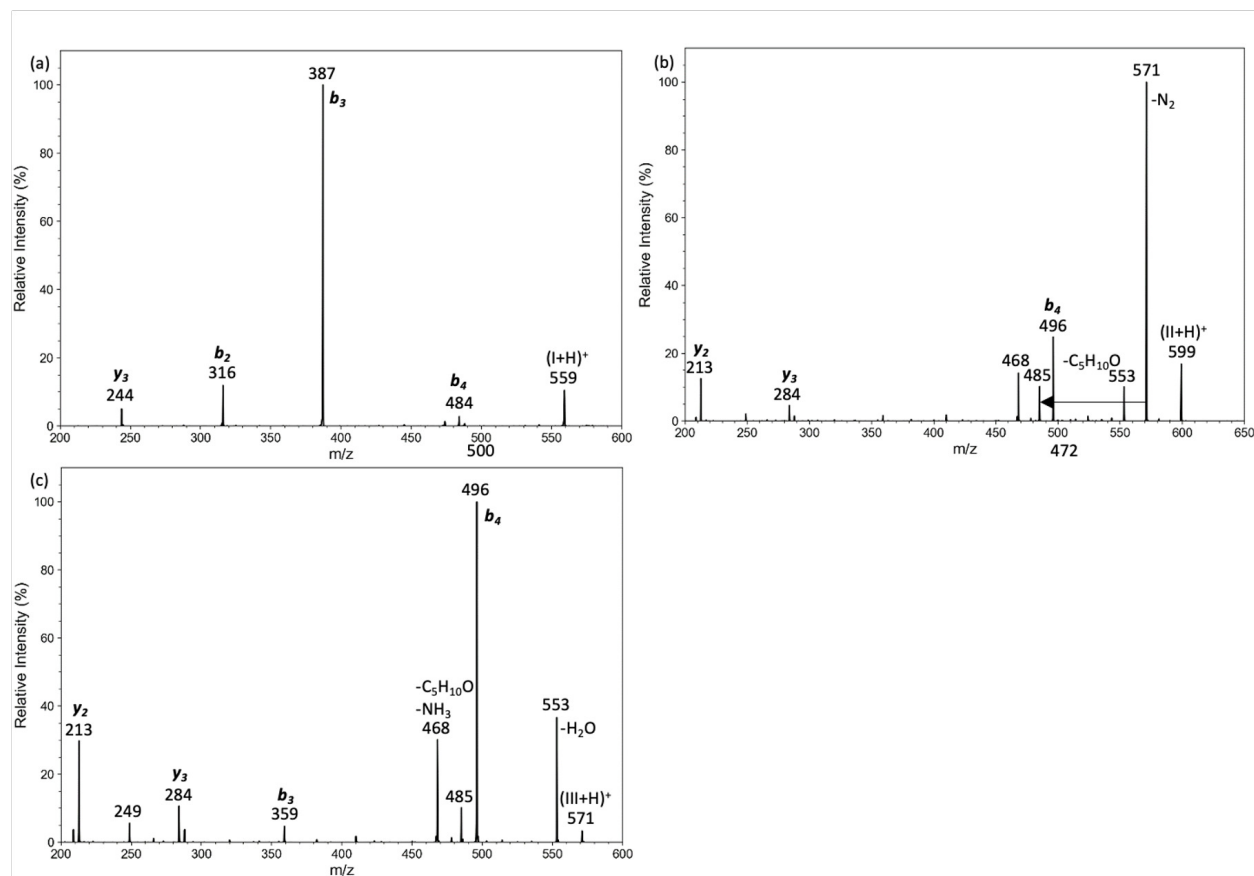 (a)
387
b₃
100
80
60
40
20
0
Relative Intensity (%)
y₃
244
b₂
316
b₄
484
(I+H)⁺
559
200 250 300 350 400 450 500 550 600
m/z
500
(b)
571
-N₂
100
80
60
40
20
0
Relative Intensity (%)
y₂
213
y₃
284
468
b₄
496
485
-C₅H₁₀O
553
(II+H)⁺
599
200 250 300 350 400 450 500 550 600 650
m/z
472
(c)
496
b₄
100
80
60
40
20
0
Relative Intensity (%)
y₂
213
249
y₃
284
b₃
359
-C₅H₁₀O
-NH₃
468
485
553
-H₂O
(III+H)⁺
571
200 250 300 350 400 450 500 550 600
m/z